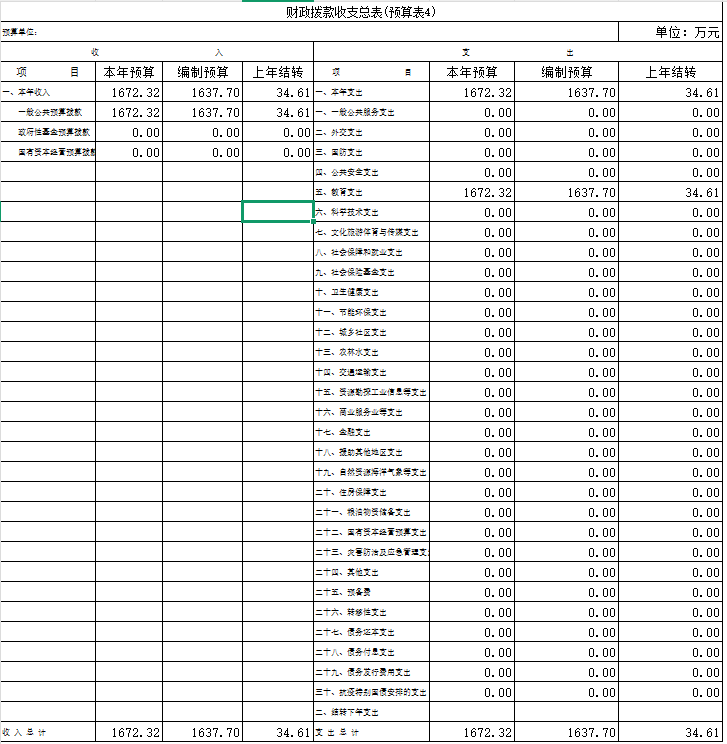 财政拨款收支总表(预算表4)
预算单位: 单位：万元
收 入 支 出
项 目 本年预算 编制预算 上年结转 项 目 本年预算 编制预算 上年结转
一、本年收入 1672.32 1637.70 34.61 一、本年支出 1672.32 1637.70 34.61
一般公共预算拨款 1672.32 1637.70 34.61 一、一般公共服务支出 0.00 0.00 0.00
政府性基金预算拨款 0.00 0.00 0.00 二、外交支出 0.00 0.00 0.00
国有资本经营预算拨款 0.00 0.00 0.00 三、国防支出 0.00 0.00 0.00
四、公共安全支出 0.00 0.00 0.00
五、教育支出 1672.32 1637.70 34.61
六、科学技术支出 0.00 0.00 0.00
七、文化旅游体育与传媒支出 0.00 0.00 0.00
八、社会保障和就业支出 0.00 0.00 0.00
九、社会保险基金支出 0.00 0.00 0.00
十、卫生健康支出 0.00 0.00 0.00
十一、节能环保支出 0.00 0.00 0.00
十二、城乡社区支出 0.00 0.00 0.00
十三、农林水支出 0.00 0.00 0.00
十四、交通运输支出 0.00 0.00 0.00
十五、资源勘探工业信息等支出 0.00 0.00 0.00
十六、商业服务业等支出 0.00 0.00 0.00
十七、金融支出 0.00 0.00 0.00
十八、援助其他地区支出 0.00 0.00 0.00
十九、自然资源海洋气象等支出 0.00 0.00 0.00
二十、住房保障支出 0.00 0.00 0.00
二十一、粮油物资储备支出 0.00 0.00 0.00
二十二、国有资本经营预算支出 0.00 0.00 0.00
二十三、灾害防治及应急管理支 0.00 0.00 0.00
二十四、其他支出 0.00 0.00 0.00
二十五、预备费 0.00 0.00 0.00
二十六、转移性支出 0.00 0.00 0.00
二十七、债务还本支出 0.00 0.00 0.00
二十八、债务付息支出 0.00 0.00 0.00
二十九、债务发行费用支出 0.00 0.00 0.00
三十、抗疫特别国债安排的支出 0.00 0.00 0.00
二、结转下年支出
收 入 总 计 1672.32 1637.70 34.61 支 出 总 计 1672.32 1637.70 34.61